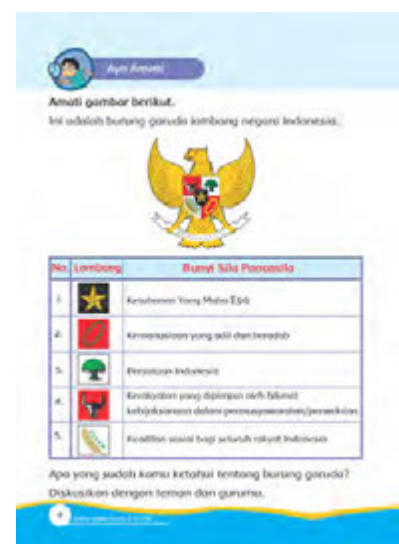 Ayo Amati
Amati gambar berikut.
Ini adalah burung garuda lambang negara Indonesia.
No. Lambang Bunyi Sila Pancasila
1. Ketuhanan Yang Maha Esa
2. Kemanusiaan yang adil dan beradab
3. Persatuan Indonesia
4. Kerakyatan yang dipimpin oleh hikmat
kebijaksanaan dalam permusyawaratan/perwakilan
5. Keadilan sosial bagi seluruh rakyat Indonesia
Apa yang sudah kamu ketahui tentang burung garuda?
Diskusikan dengan teman dan gurumu.